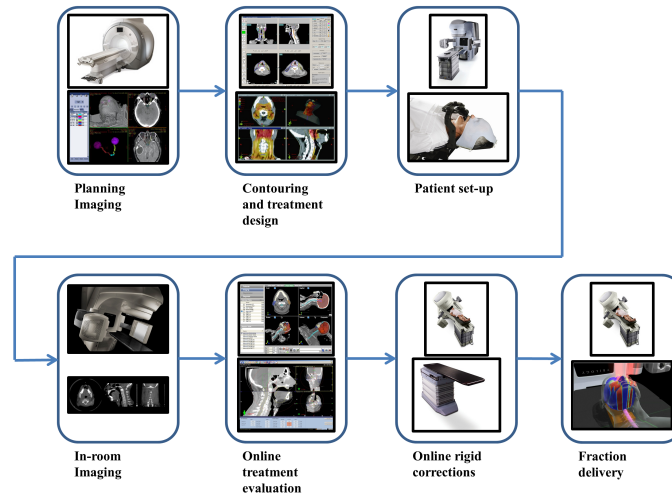 Planning
Imaging
Contouring
and treatment
design
Patient set-up
In-room
Imaging
Online
treatment
evaluation
Online rigid
corrections
Fraction
delivery